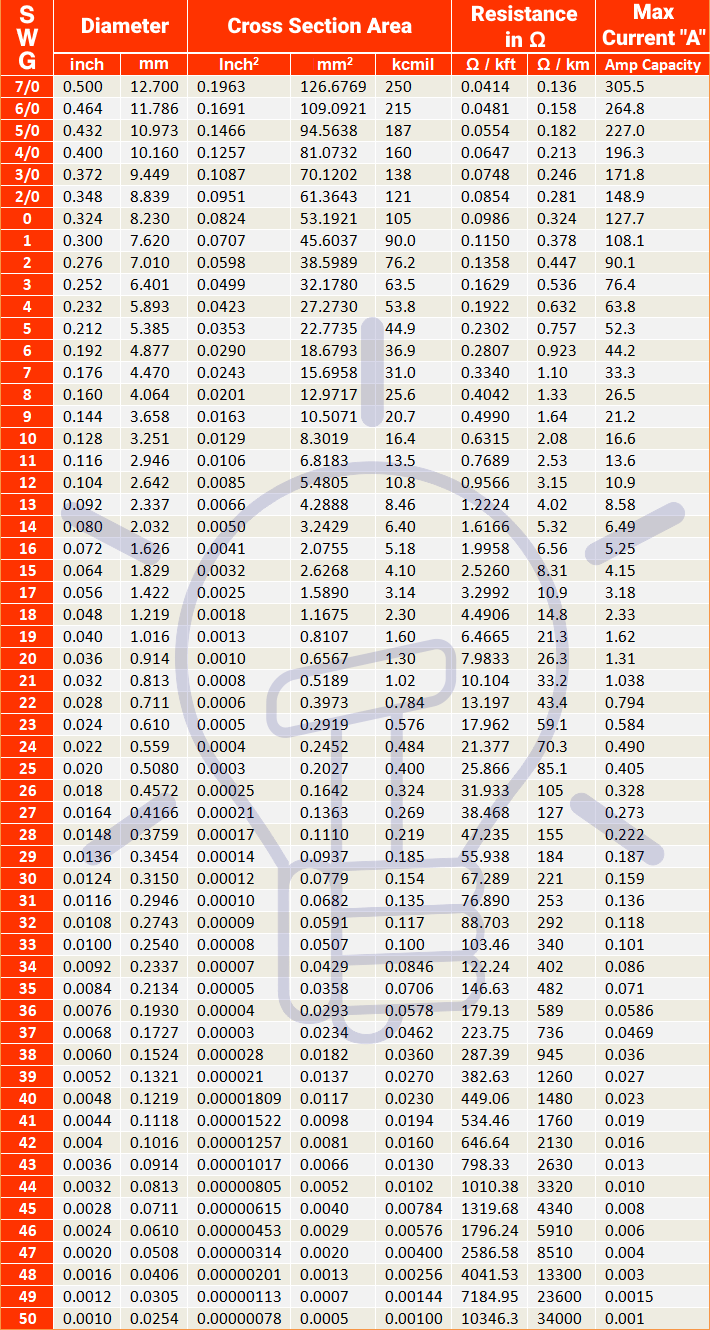 SWG Diameter Cross Section Area Resistance in Ω Max Current "A"
inch mm Inch² mm² kcmil Ω / kft Ω / km Amp Capacity
7/0 0.500 12.700 0.1963 126.6769 250 0.0414 0.136 305.5
6/0 0.464 11.786 0.1691 109.0921 215 0.0481 0.158 264.8
5/0 0.432 10.973 0.1466 94.5638 187 0.0554 0.182 227.0
4/0 0.400 10.160 0.1257 81.0732 160 0.0647 0.213 196.3
3/0 0.372 9.449 0.1087 70.1202 138 0.0748 0.246 171.8
2/0 0.348 8.839 0.0951 61.3643 121 0.0854 0.281 148.9
0 0.324 8.230 0.0824 53.1921 105 0.0986 0.324 127.7
1 0.300 7.620 0.0707 45.6037 90.0 0.1150 0.378 108.1
2 0.276 7.010 0.0598 38.5989 76.2 0.1358 0.447 90.1
3 0.252 6.401 0.0499 32.1780 63.5 0.1629 0.536 76.4
4 0.232 5.893 0.0423 27.2730 53.8 0.1922 0.632 63.8
5 0.212 5.385 0.0353 22.7735 44.9 0.2302 0.757 52.3
6 0.192 4.877 0.0290 18.6793 36.9 0.2807 0.923 44.2
7 0.176 4.470 0.0243 15.6958 31.0 0.3340 1.10 33.3
8 0.160 4.064 0.0201 12.9717 25.6 0.4042 1.33 26.5
9 0.144 3.658 0.0163 10.5071 20.7 0.4990 1.64 21.2
10 0.128 3.251 0.0129 8.3019 16.4 0.6315 2.08 16.6
11 0.116 2.946 0.0106 6.8183 13.5 0.7689 2.53 13.6
12 0.104 2.642 0.0085 5.4805 10.8 0.9566 3.15 10.9
13 0.092 2.337 0.0066 4.2888 8.46 1.2224 4.02 8.58
14 0.080 2.032 0.0050 3.2429 6.40 1.6166 5.32 6.49
16 0.072 1.626 0.0041 2.0755 5.18 1.9958 6.56 5.25
15 0.064 1.829 0.0032 2.6268 4.10 2.5260 8.31 4.15
17 0.056 1.422 0.0025 1.5890 3.14 3.2992 10.9 3.18
18 0.048 1.219 0.0018 1.1675 2.30 4.4906 14.8 2.33
19 0.040 1.016 0.0013 0.8107 1.60 6.4665 21.3 1.62
20 0.036 0.914 0.0010 0.6567 1.30 7.9833 26.3 1.31
21 0.032 0.813 0.0008 0.5189 1.02 10.104 33.2 1.038
22 0.028 0.711 0.0006 0.3973 0.784 13.197 43.4 0.794
23 0.024 0.610 0.0005 0.2919 0.576 17.962 59.1 0.584
24 0.022 0.559 0.0004 0.2452 0.484 21.377 70.3 0.490
25 0.020 0.5080 0.0003 0.2027 0.400 25.866 85.1 0.405
26 0.018 0.4572 0.00025 0.1642 0.324 31.933 105 0.328
27 0.0164 0.4166 0.00021 0.1363 0.269 38.468 127 0.273
28 0.0148 0.3759 0.00017 0.1110 0.219 47.235 155 0.222
29 0.0136 0.3454 0.00014 0.0937 0.185 55.938 184 0.187
30 0.0124 0.3150 0.00012 0.0779 0.154 67.289 221 0.159
31 0.0116 0.2946 0.00010 0.0682 0.135 76.890 253 0.136
32 0.0108 0.2743 0.00009 0.0591 0.117 88.703 292 0.118
33 0.0100 0.2540 0.00008 0.0507 0.100 103.46 340 0.101
34 0.0092 0.2337 0.00007 0.0429 0.0846 122.24 402 0.086
35 0.0084 0.2134 0.00005 0.0358 0.0706 146.63 482 0.071
36 0.0076 0.1930 0.00004 0.0293 0.0578 179.13 589 0.0586
37 0.0068 0.1727 0.00003 0.0234 0.0462 223.75 736 0.0469
38 0.0060 0.1524 0.000028 0.0182 0.0360 287.39 945 0.036
39 0.0052 0.1321 0.000021 0.0137 0.0270 382.63 1260 0.027
40 0.0048 0.1219 0.00001809 0.0117 0.0230 449.06 1480 0.023
41 0.0044 0.1118 0.00001522 0.0098 0.0194 534.46 1760 0.019
42 0.004 0.1016 0.00001257 0.0081 0.0160 646.64 2130 0.016
43 0.0036 0.0914 0.00001017 0.0066 0.0130 798.33 2630 0.013
44 0.0032 0.0813 0.00000805 0.0052 0.0102 1010.38 3320 0.010
45 0.0028 0.0711 0.00000615 0.0040 0.00784 1319.68 4340 0.008
46 0.0024 0.0610 0.00000453 0.0029 0.00576 1796.24 5910 0.006
47 0.0020 0.0508 0.00000314 0.0020 0.00400 2586.58 8510 0.004
48 0.0016 0.0406 0.00000201 0.0013 0.00256 4041.53 13300 0.003
49 0.0012 0.0305 0.00000113 0.0007 0.00144 7184.95 23600 0.0015
50 0.0010 0.0254 0.00000078 0.0005 0.00100 10346.3 34000 0.001